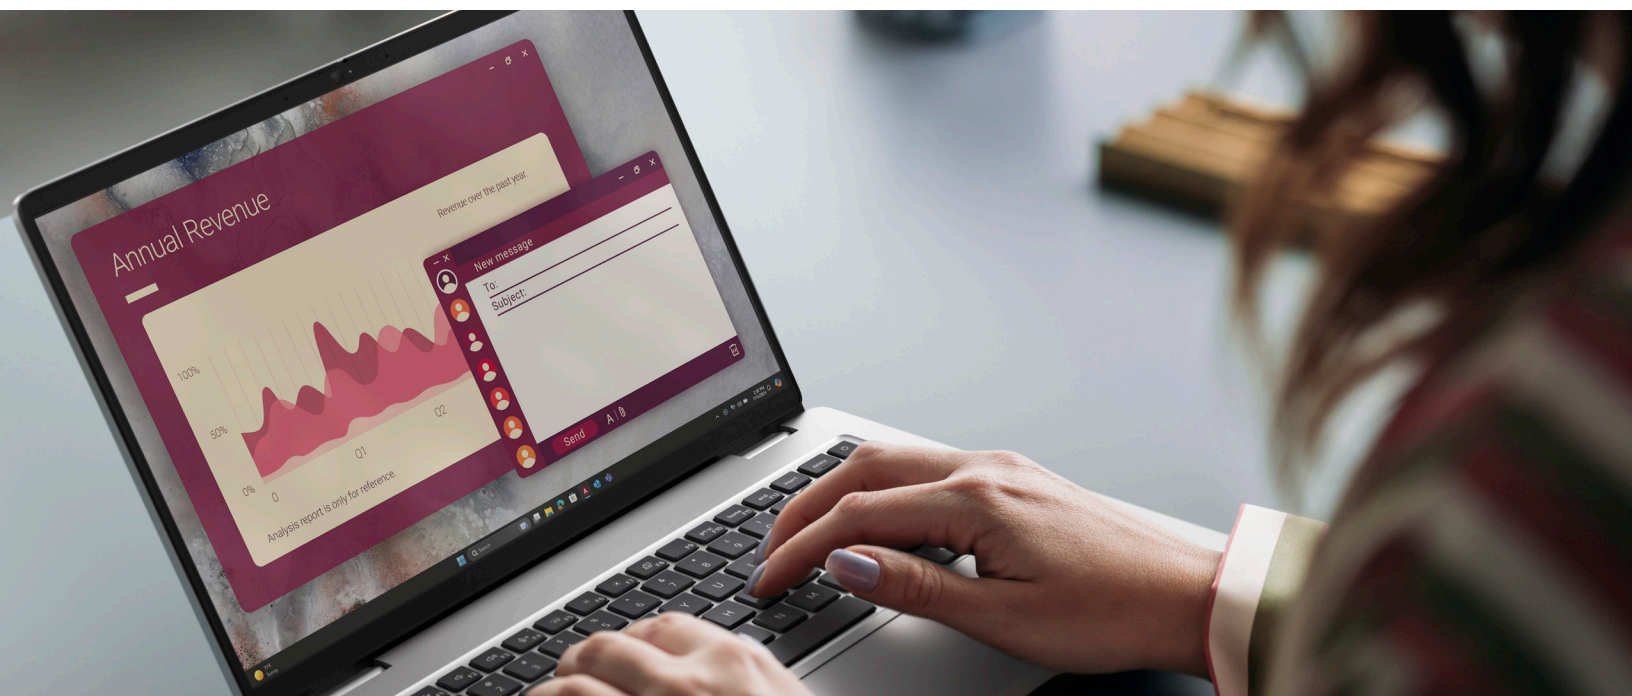 Annual Revenue
Revenue over the past year.
100%
50%
0%
0
Q1
Q2
Analysis report is only for reference.
New message
To:
Subject:
Send
A
Search